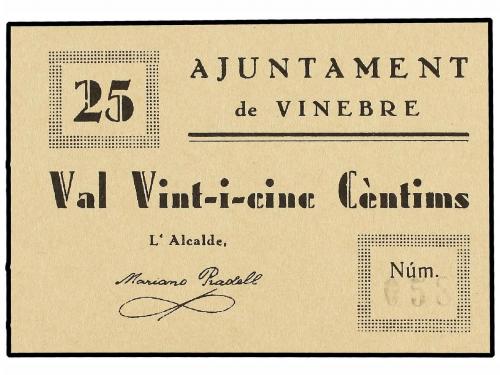 25
AJUNTAMENT
de VINEBRE
Val Vint-i-cinc Cèntims
L' Alcalde,
Mariano Pradell
Núm.